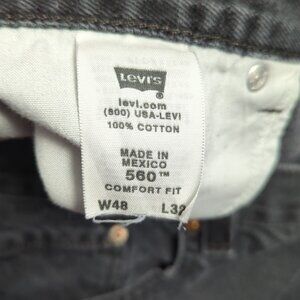 Levi's
levi.com
(800) USA-LEVI
100% COTTON
MADE IN
MEXICO
560™
COMFORT FIT
W48 L32